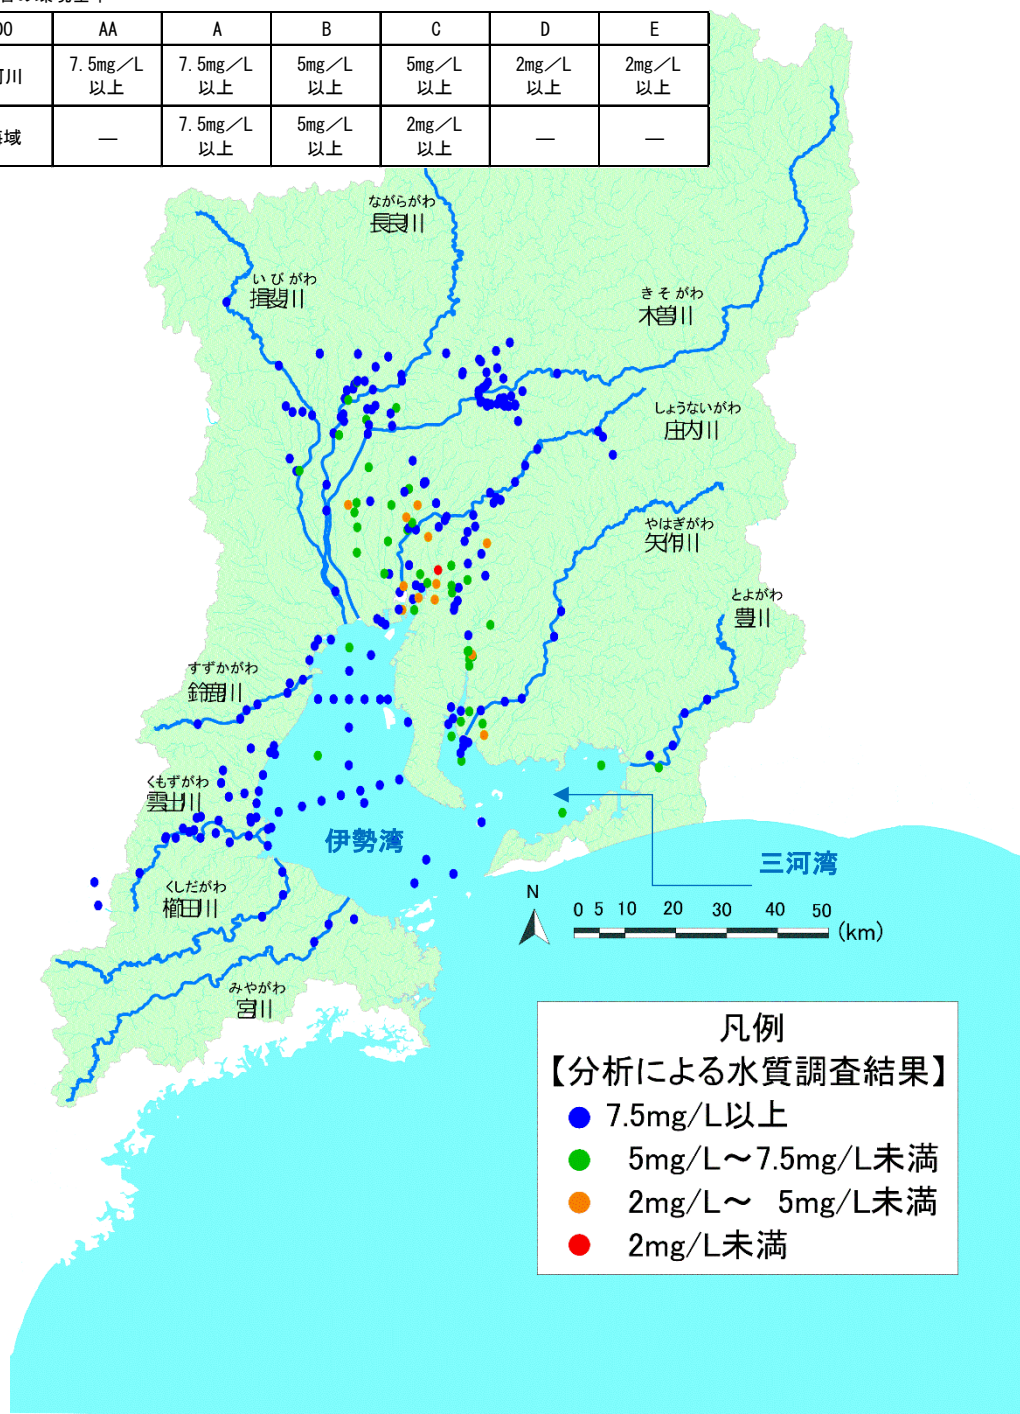 AA A B C D E
7.5mg／L 7.5mg／L 5mg／L 5mg／L 2mg／L 2mg／L
以上 以上 以上 以上 以上 以上
― 7.5mg／L 5mg／L 2mg／L ― ―
以上 以上 以上
ながらがわ
長良川
いびがわ
揖斐川
きそがわ
木曽川
しょうないがわ
庄内川
やはぎがわ
矢作川
とよがわ
豊川
すずかがわ
鈴鹿川
くもずがわ
雲出川
伊勢湾
三河湾
くしだがわ
櫛田川
みやがわ
宮川
N
0 5 10 20 30 40 50
(km)
凡例
【分析による水質調査結果】
7.5mg/L以上
5mg/L～7.5mg/L未満
2mg/L～ 5mg/L未満
2mg/L未満